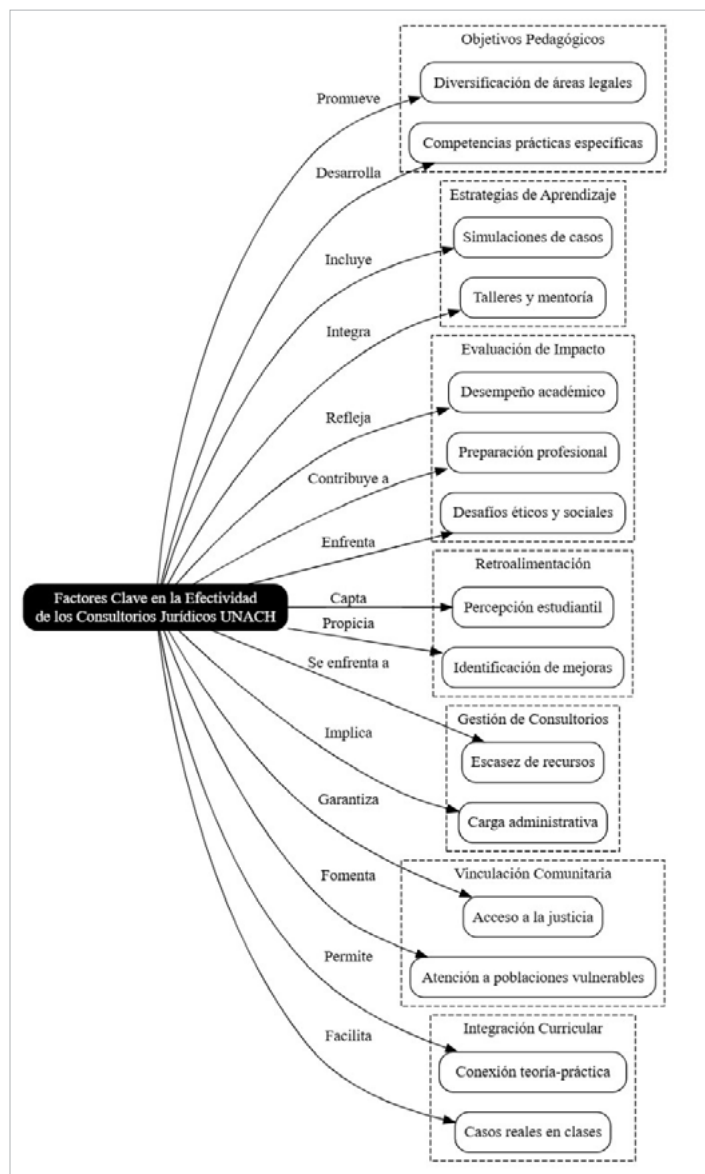 Objetivos Pedagógicos
Promueve
Diversificación de áreas legales
Desarrolla
Competencias prácticas específicas
Estrategias de Aprendizaje
Incluye
Simulaciones de casos
Integra
Talleres y mentoría
Evaluación de Impacto
Refleja
Desempeño académico
Contribuye a
Preparación profesional
Enfrenta
Desafíos éticos y sociales
Factores Clave en la Efectividad
de los Consultorios Jurídicos UNACH
Retroalimentación
Capta
Percepción estudiantil
Propicia
Identificación de mejoras
Se enfrenta a
Gestión de Consultorios
Escasez de recursos
Implica
Carga administrativa
Garantiza
Vinculación Comunitaria
Acceso a la justicia
Fomenta
Atención a poblaciones vulnerables
Permite
Integración Curricular
Conexión teoría-práctica
Facilita
Casos reales en clases